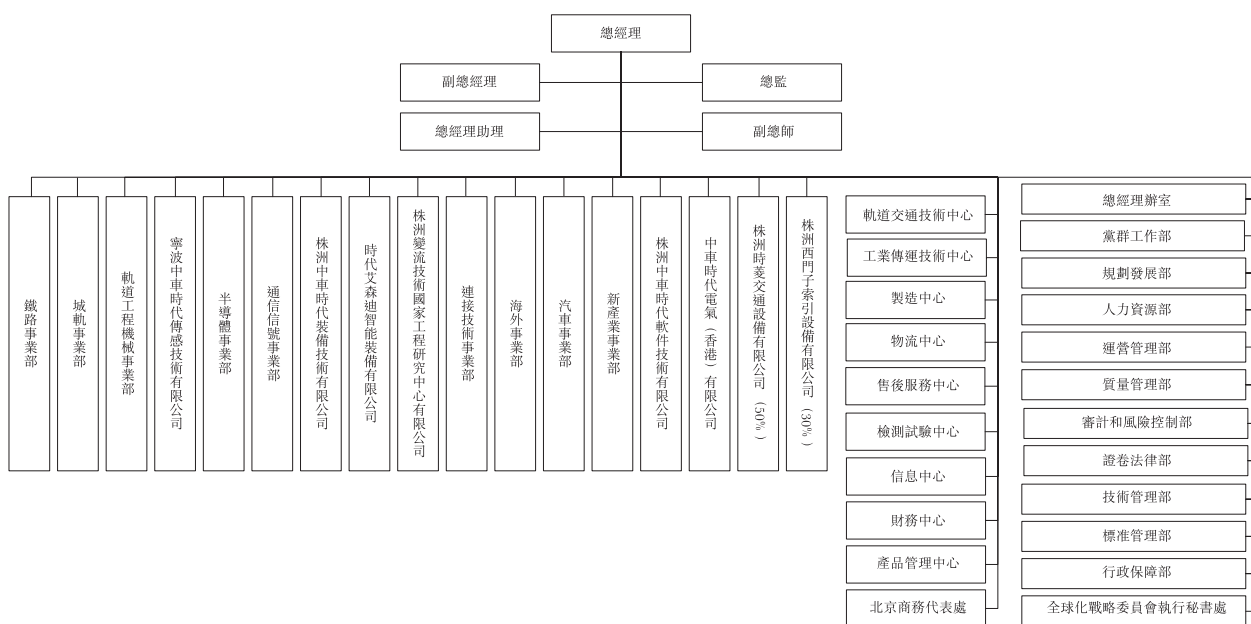 總經理
副總經理
總監
總經理助理
副總師
鐵路事業部
城軌事業部
軌道工程機械事業部
寧波中車時代傳感技術有限公司
半導體事業部
通信信號事業部
株洲中車時代裝備技術有限公司
時代艾森迪智能裝備有限公司
株洲變流技術國家工程研究中心有限公司
連接技術事業部
海外事業部
汽車事業部
新產業事業部
株洲中車時代軟件技術有限公司
中車時代電氣（香港）有限公司
株洲時菱交通設備有限公司（50%）
株洲西門子索引設備有限公司（30%）
軌道交通技術中心
工業傳運技術中心
製造中心
物流中心
售後服務中心
檢測試驗中心
信息中心
財務中心
產品管理中心
北京商務代表處
總經理辦室
黨群工作部
規劃發展部
人力資源部
運營管理部
質量管理部
審計和風險控制部
證卷法律部
技術管理部
標准管理部
行政保障部
全球化戰略委員會執行秘書處